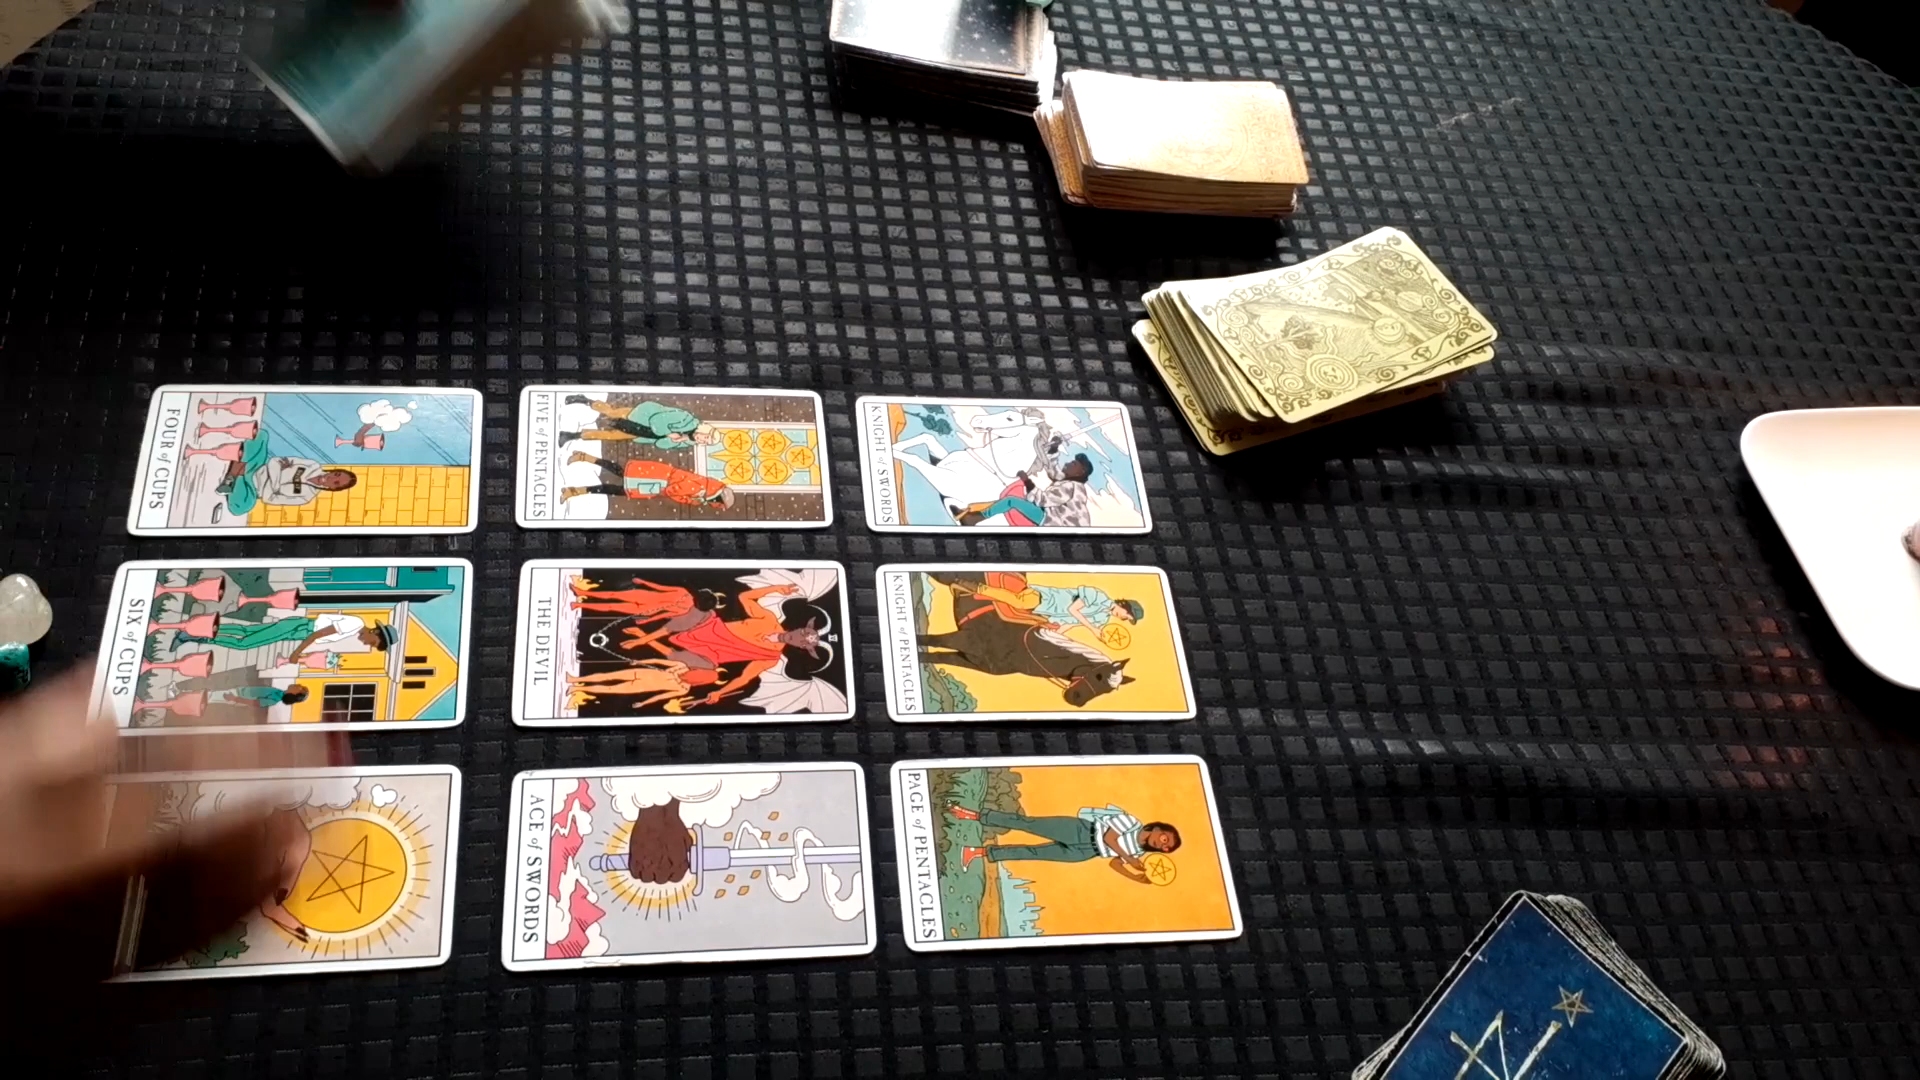 FOUR of CUPS
FIVE of PENTACLES
KNIGHT of SWORDS
SIX of CUPS
THE DEVIL
KNIGHT of PENTACLES
ACE of SWORDS
PAGE of PENTACLES